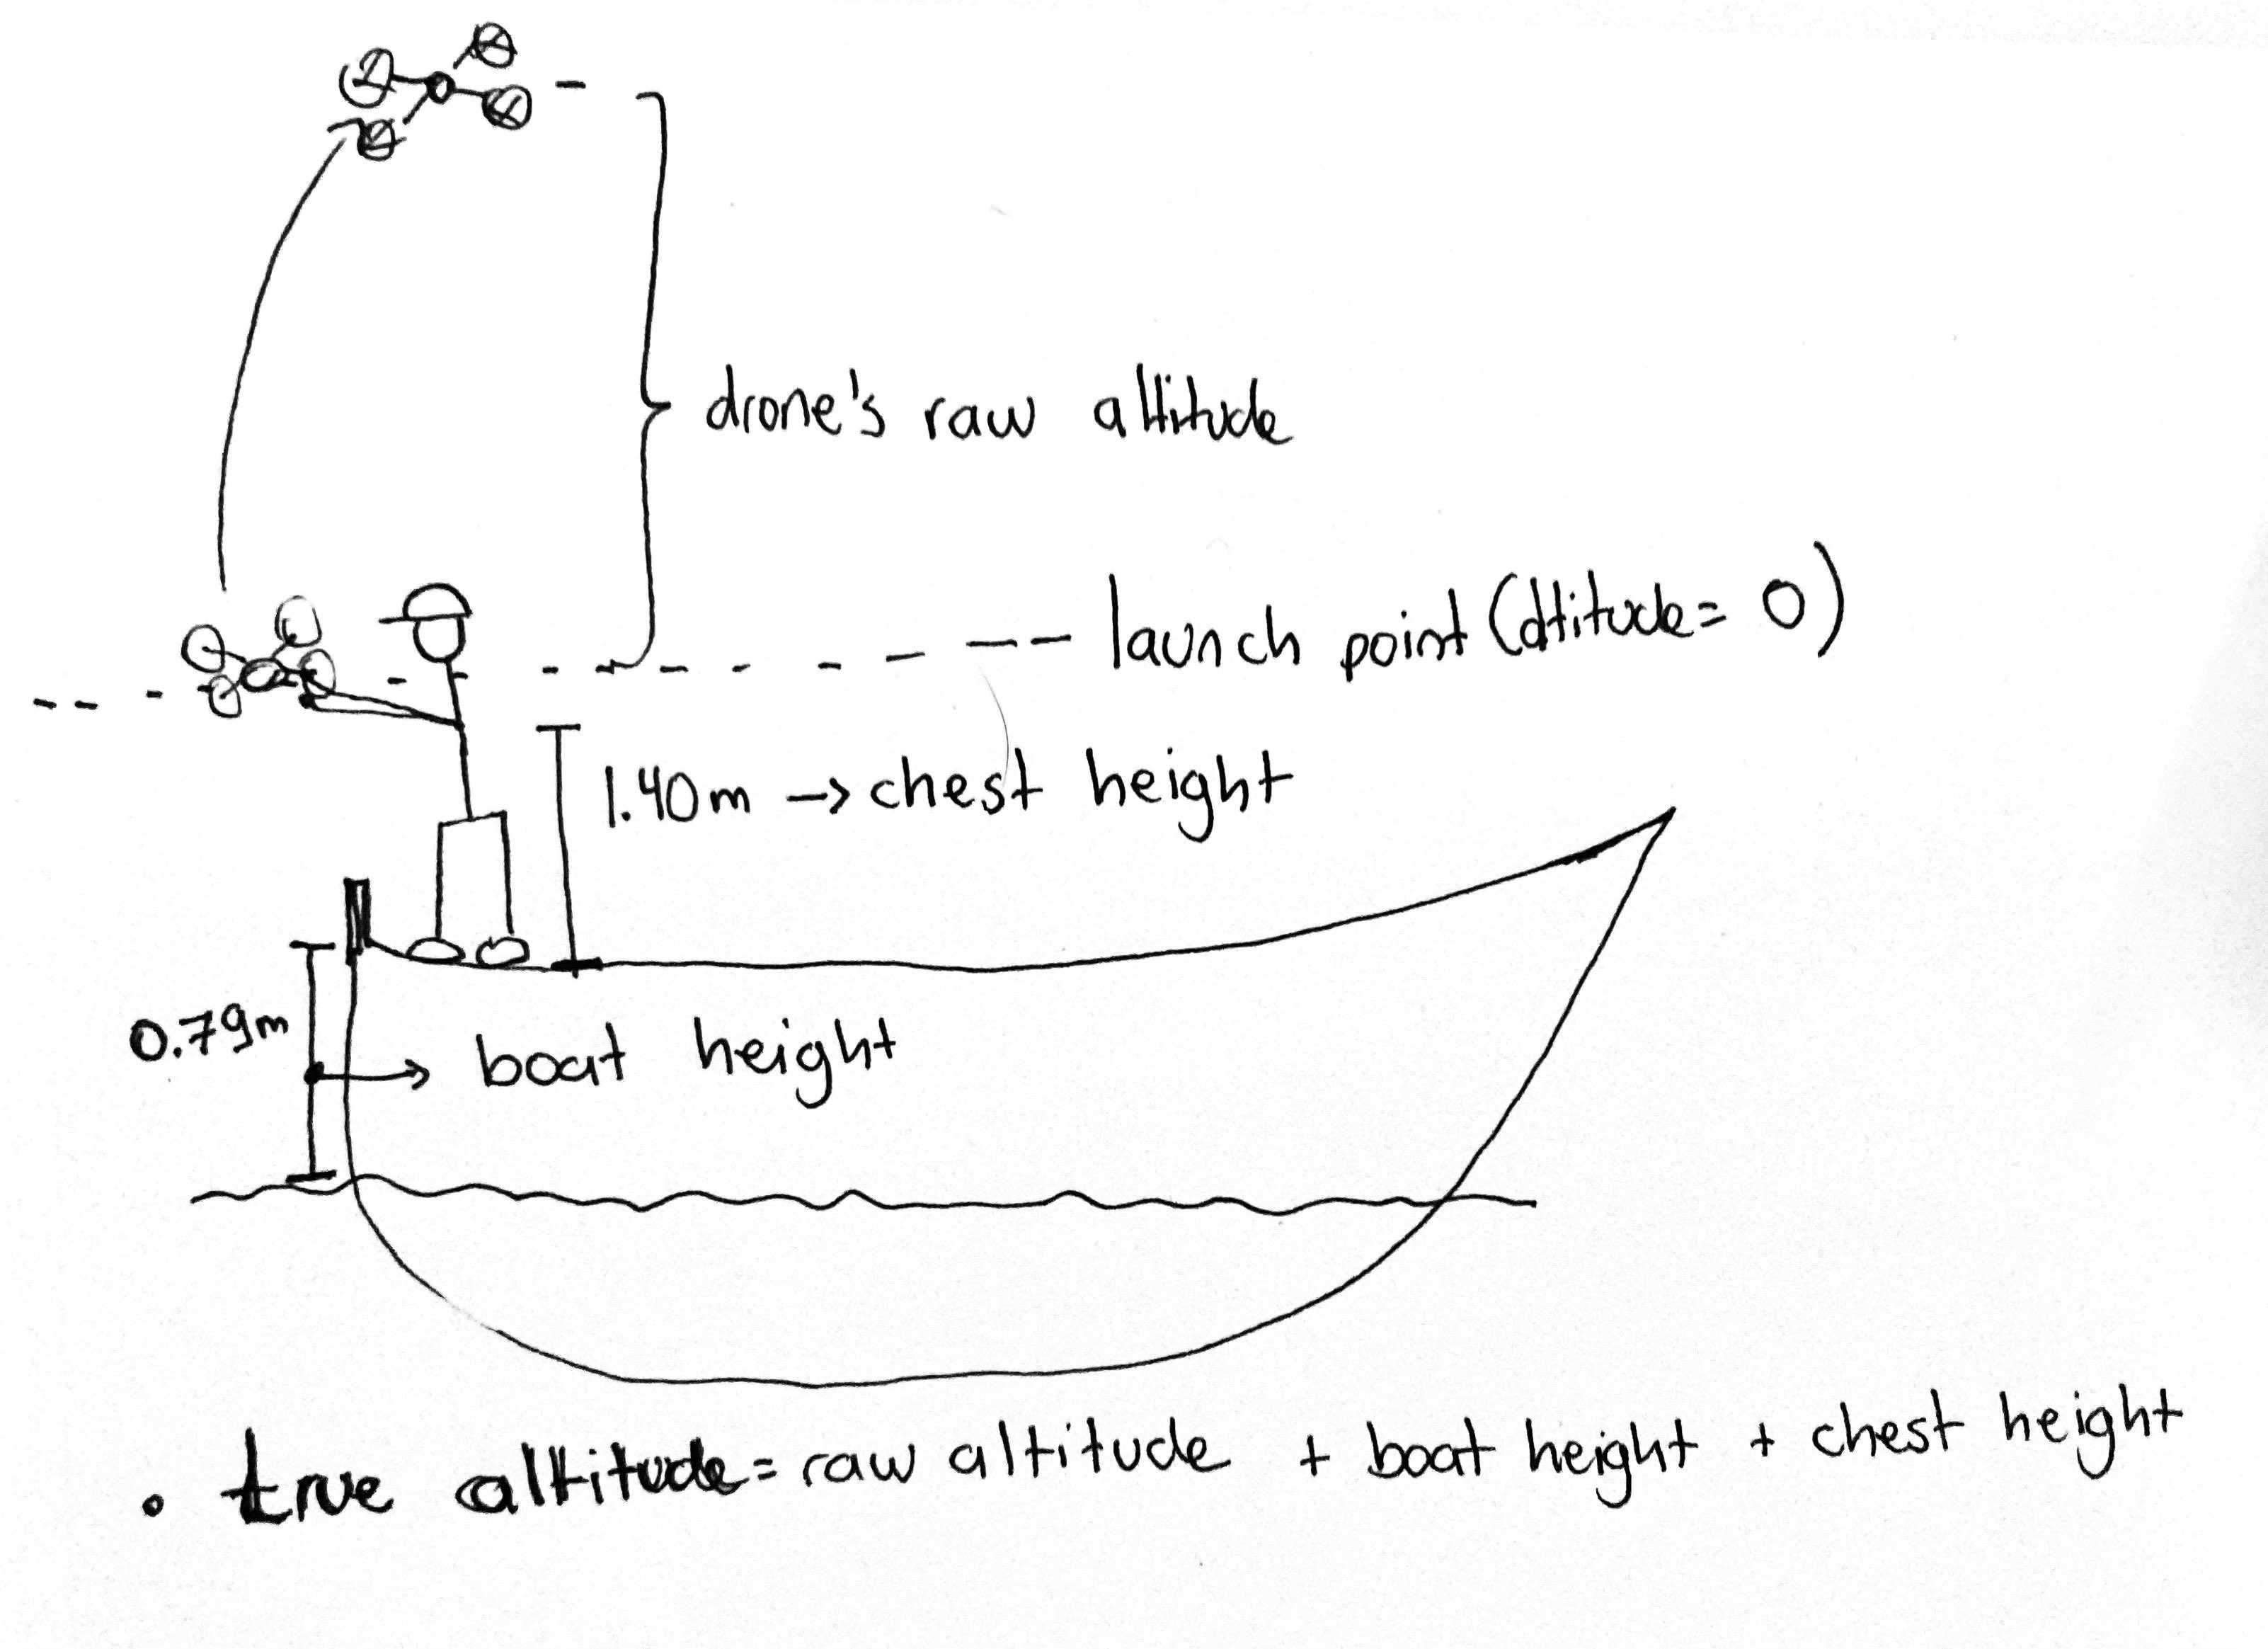 drone's raw altitude
-- launch point (altitude = 0)
1.40m -> chest height
0.79m
→ boat height
• true altitude = raw altitude + boat height + chest height